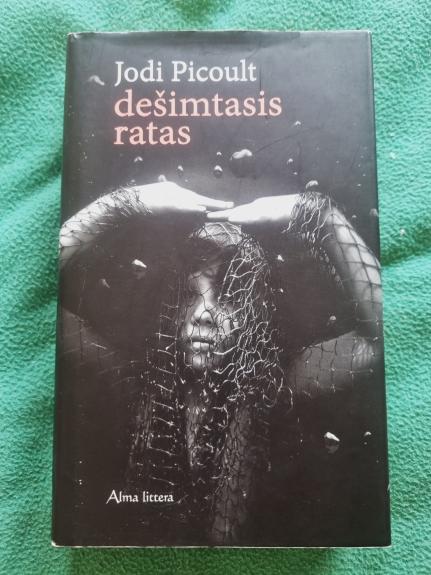 Jodi Picoult
dešimtasis
ratas
Alma littera